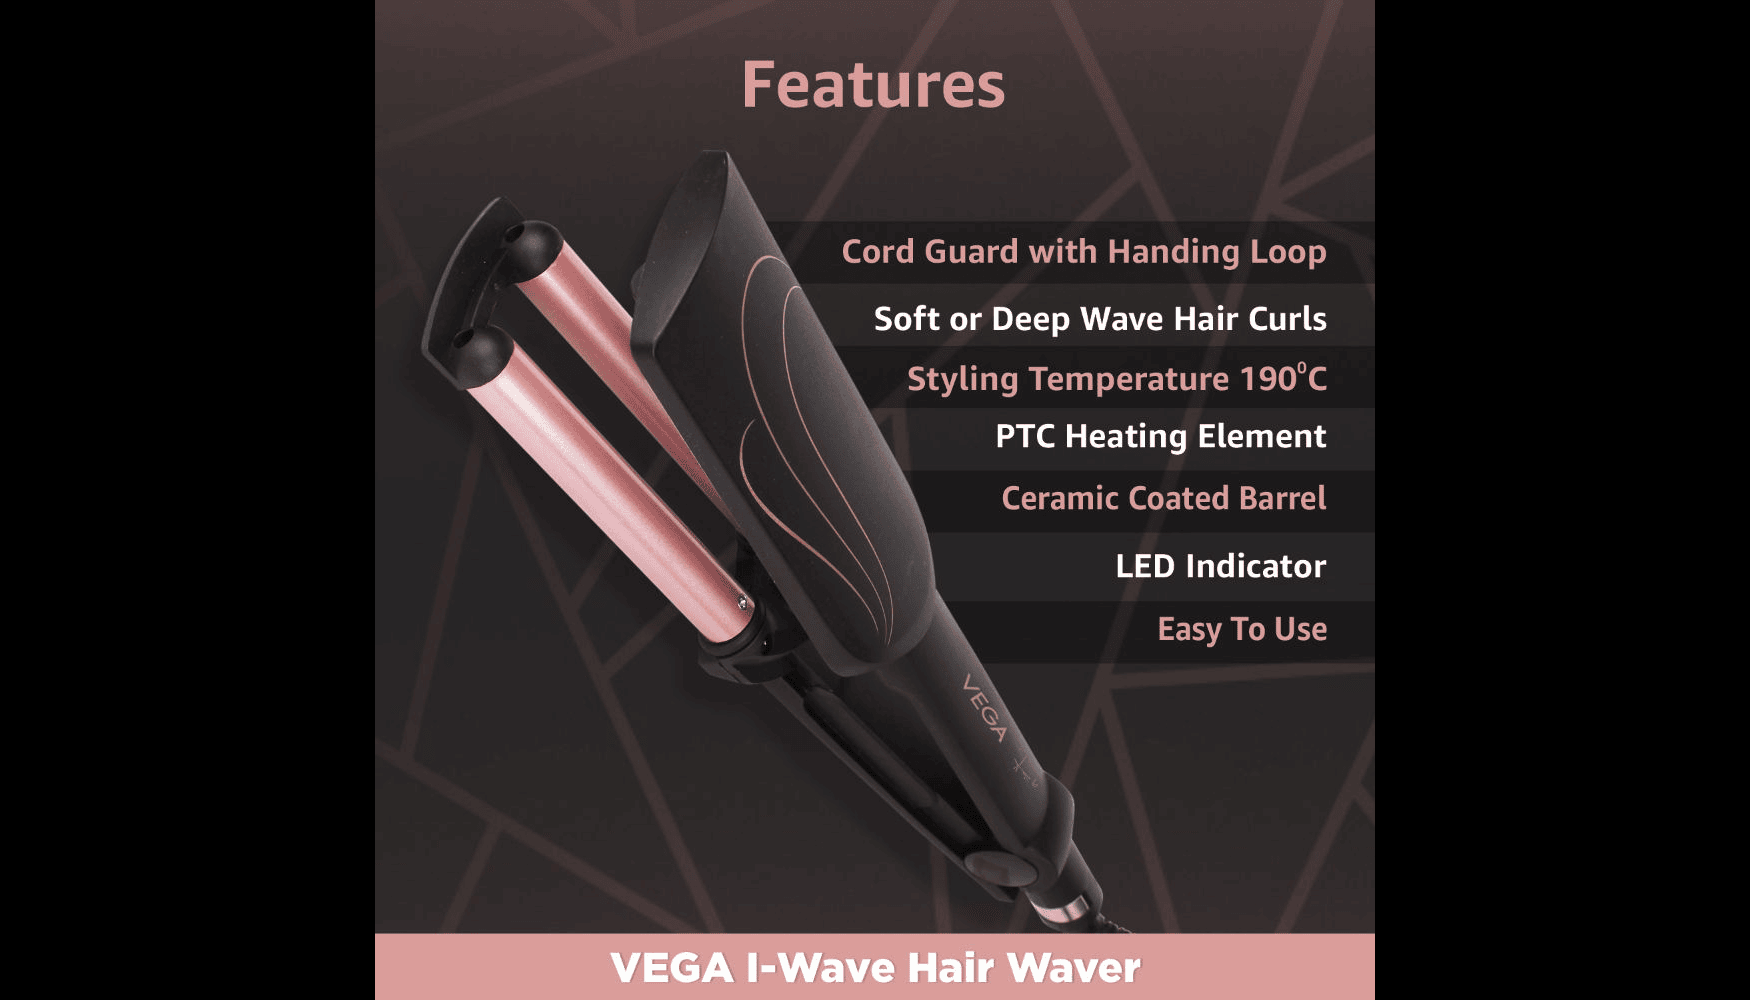 Features
Cord Guard with Handing Loop
Soft or Deep Wave Hair Curls
Styling Temperature 190⁰C
PTC Heating Element
Ceramic Coated Barrel
LED Indicator
Easy To Use
VEGA
VEGA I-Wave Hair Waver